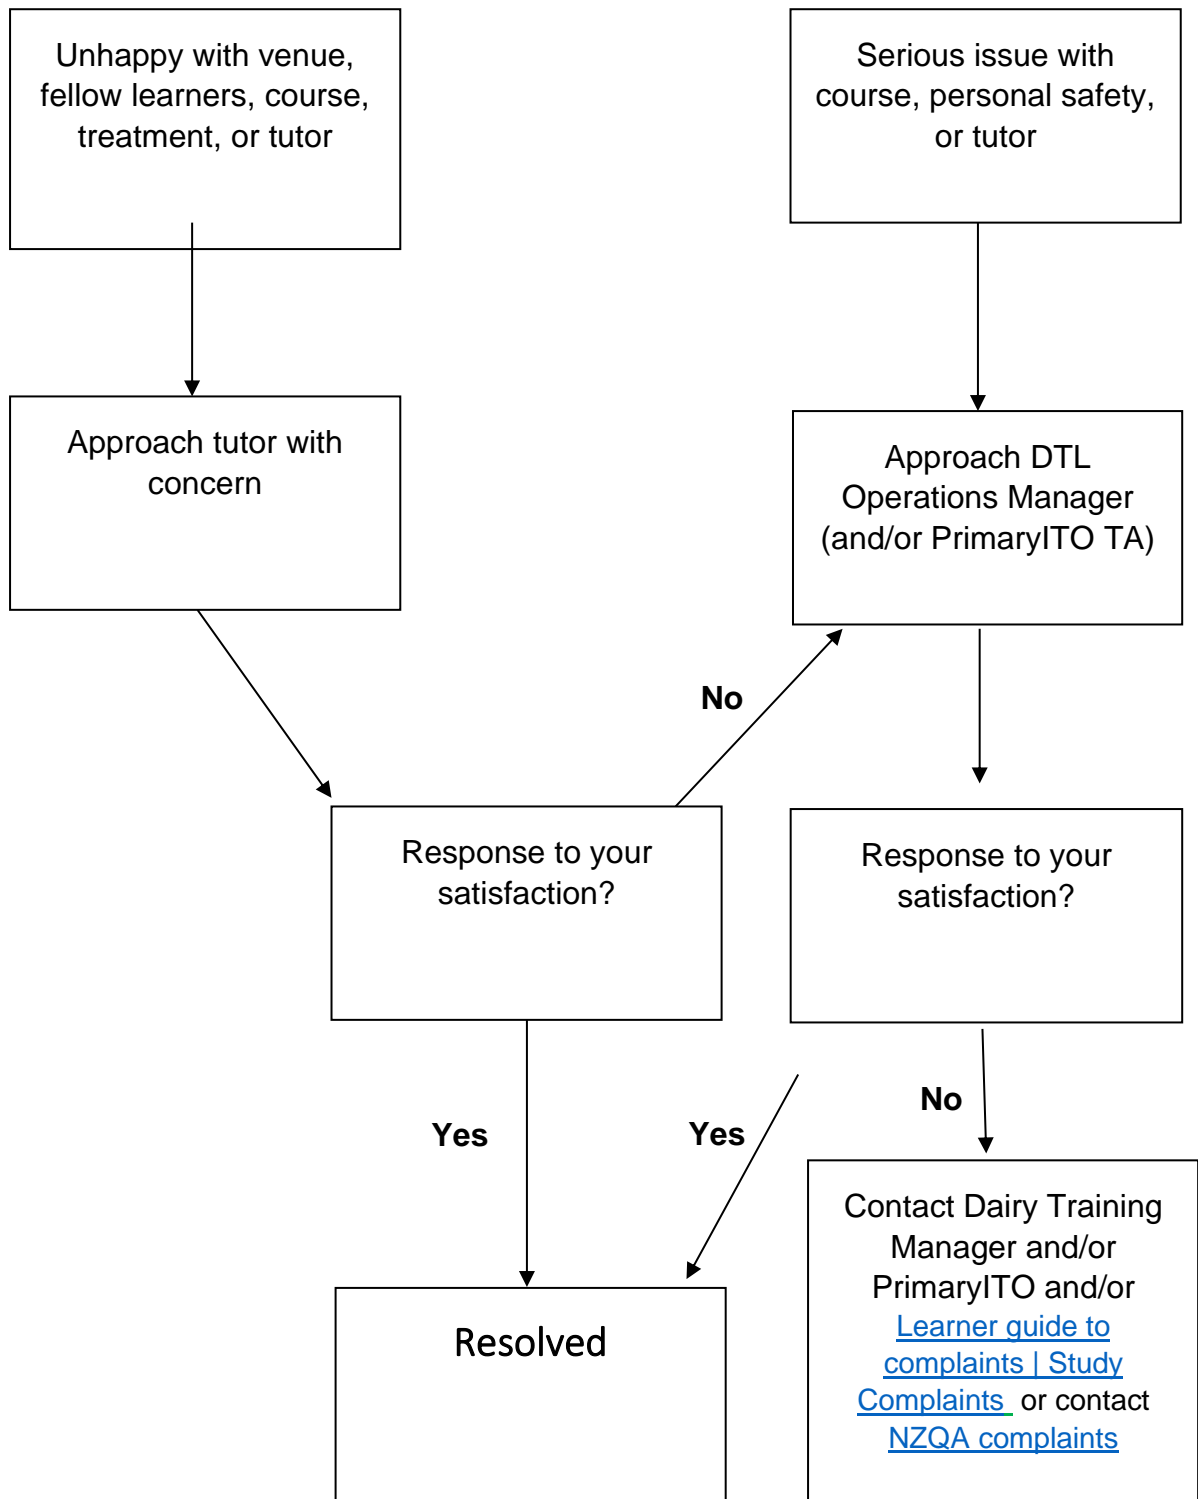 Unhappy with venue,
fellow learners, course,
treatment, or tutor
Serious issue with
course, personal safety,
or tutor
Approach tutor with
concern
Approach DTL
Operations Manager
(and/or PrimaryITO TA)
No
Response to your
satisfaction?
Response to your
satisfaction?
Yes
Yes
No
Resolved
Contact Dairy Training
Manager and/or
PrimaryITO and/or
Learner guide to
complaints | Study
Complaints or contact
NZQA complaints